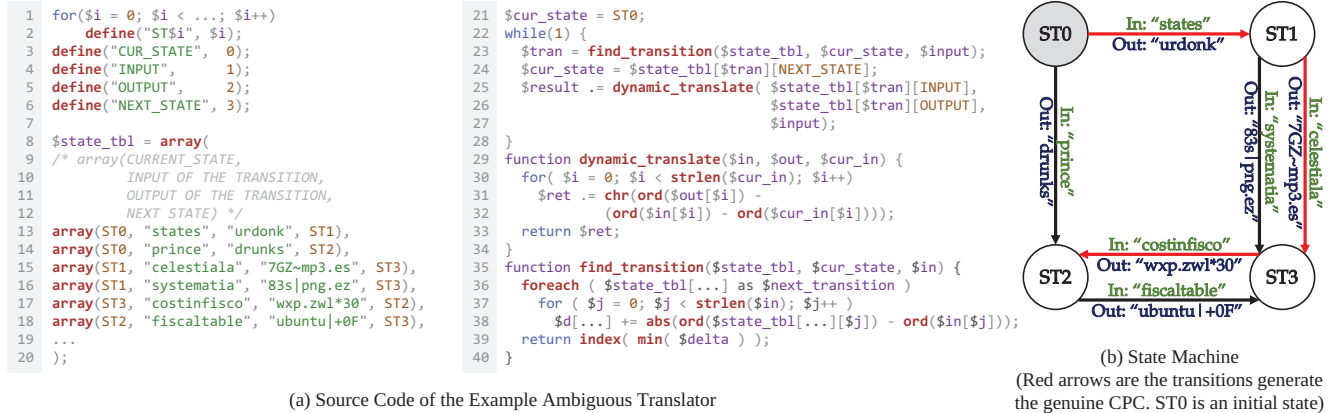 1 for($i = 0; $i < ...; $i++)
2 define("ST$i", $i);
3 define("CUR_STATE", 0);
4 define("INPUT", 1);
5 define("OUTPUT", 2);
6 define("NEXT_STATE", 3);
7
8 $state_tbl = array(
9 /* array(CURRENT_STATE,
10 INPUT OF THE TRANSITION,
11 OUTPUT OF THE TRANSITION,
12 NEXT STATE) */
13 array(ST0, "states", "urdonk", ST1),
14 array(ST0, "prince", "drunks", ST2),
15 array(ST1, "celestiala", "7GZ~mp3.es", ST3),
16 array(ST1, "systematia", "83s|png.ez", ST3),
17 array(ST3, "costinfisco", "wxp.zwl*30", ST2),
18 array(ST2, "fiscaltable", "ubuntu|+0F", ST3),
19 ...
20 );
21 $cur_state = ST0;
22 while(1) {
23 $tran = find_transition($state_tbl, $cur_state, $input);
24 $cur_state = $state_tbl[$tran][NEXT_STATE];
25 $result .= dynamic_translate( $state_tbl[$tran][INPUT],
26 $state_tbl[$tran][OUTPUT],
27 $input);
28 }
29 function dynamic_translate($in, $out, $cur_in) {
30 for( $i = 0; $i < strlen($cur_in); $i++)
31 $ret .= chr(ord($out[$i]) -
32 (ord($in[$i]) - ord($cur_in[$i])));
33 return $ret;
34 }
35 function find_transition($state_tbl, $cur_state, $in) {
36 foreach ( $state_tbl[...] as $next_transition )
37 for ( $j = 0; $j < strlen($in); $j++ )
38 $d[...] += abs(ord($state_tbl[...][$j]) - ord($in[$j]));
39 return index( min( $delta ) );
40 }
(a) Source Code of the Example Ambiguous Translator
ST0
In: "states"
Out: "urdonk"
ST1
In: "prince"
Out: "drunks"
In: "systematia"
Out: "83s|png.ez"
In: "celestiala"
Out: "7GZ~mp3.es"
ST2
In: "costinfisco"
Out: "wxp.zwl*30"
ST3
In: "fiscaltable"
Out: "ubuntu|+0F"
(b) State Machine
(Red arrows are the transitions generate
the genuine CPC. ST0 is an initial state)